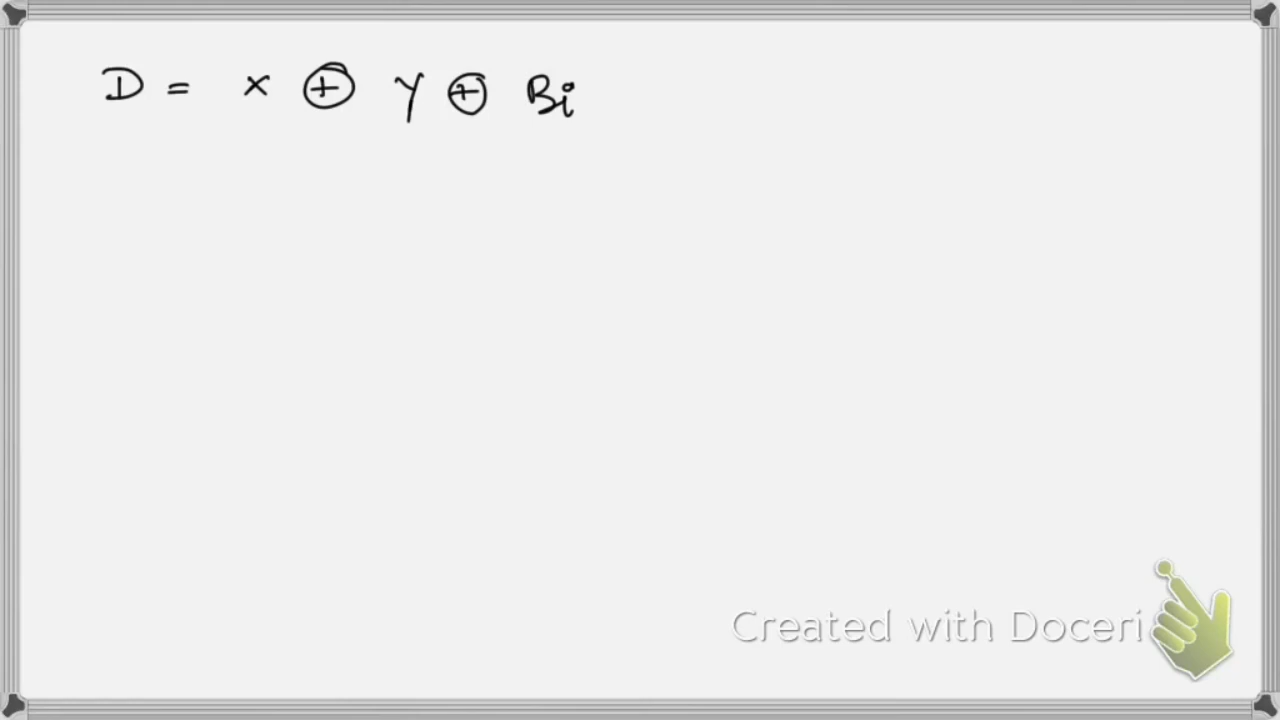 D = x ⊕ y ⊕ Bi
Created with Doceri